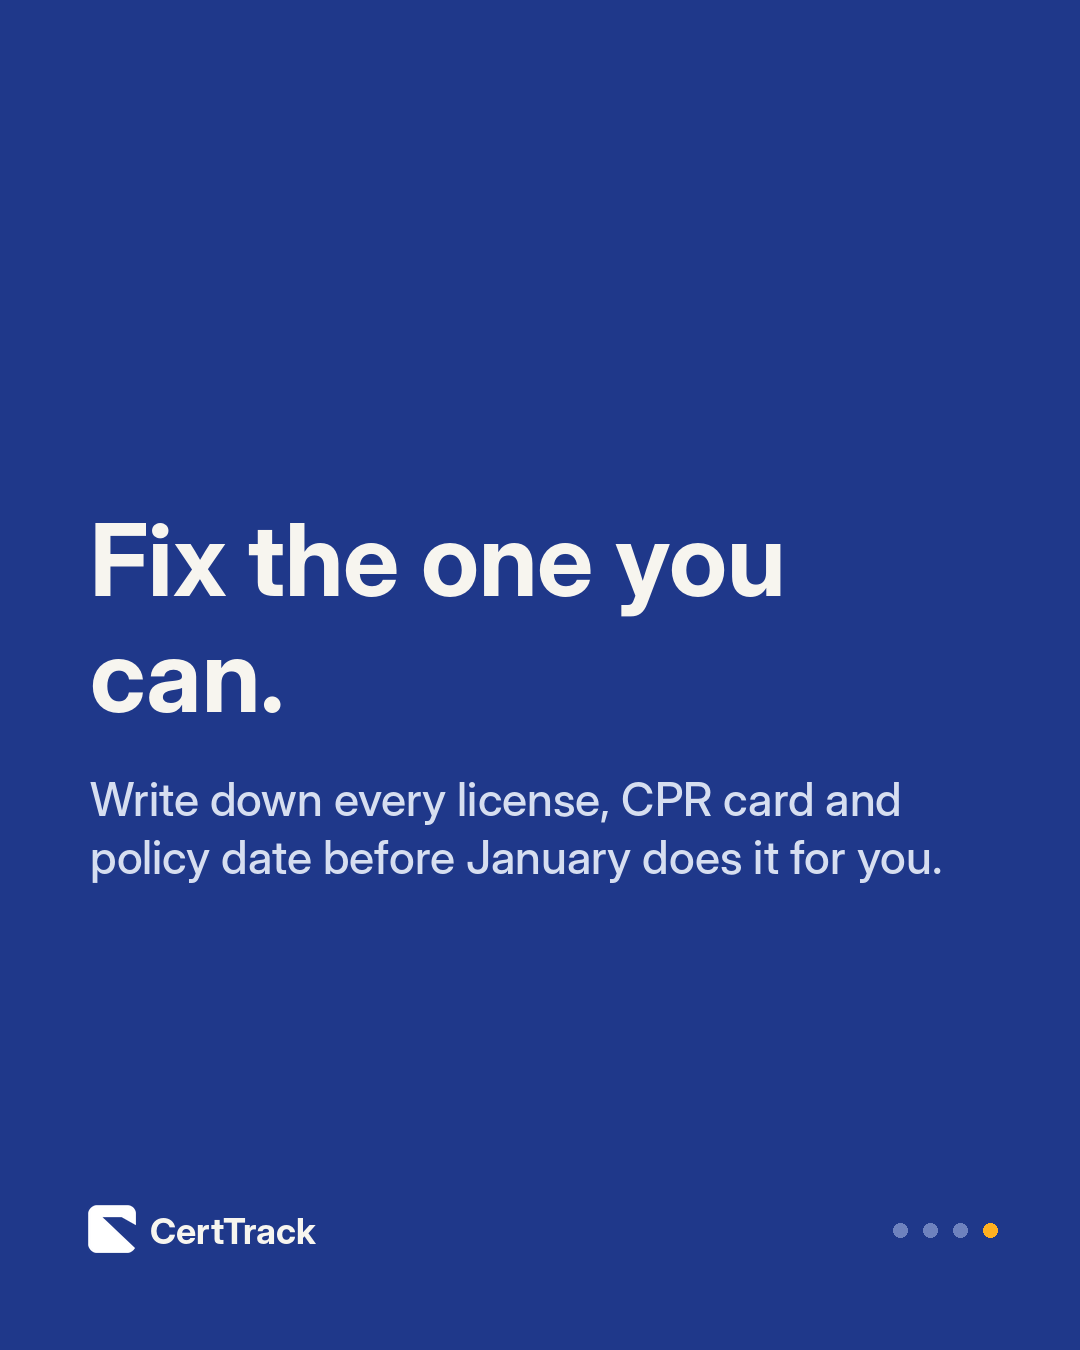 Fix the one you
can.
Write down every license, CPR card and
policy date before January does it for you.
CertTrack